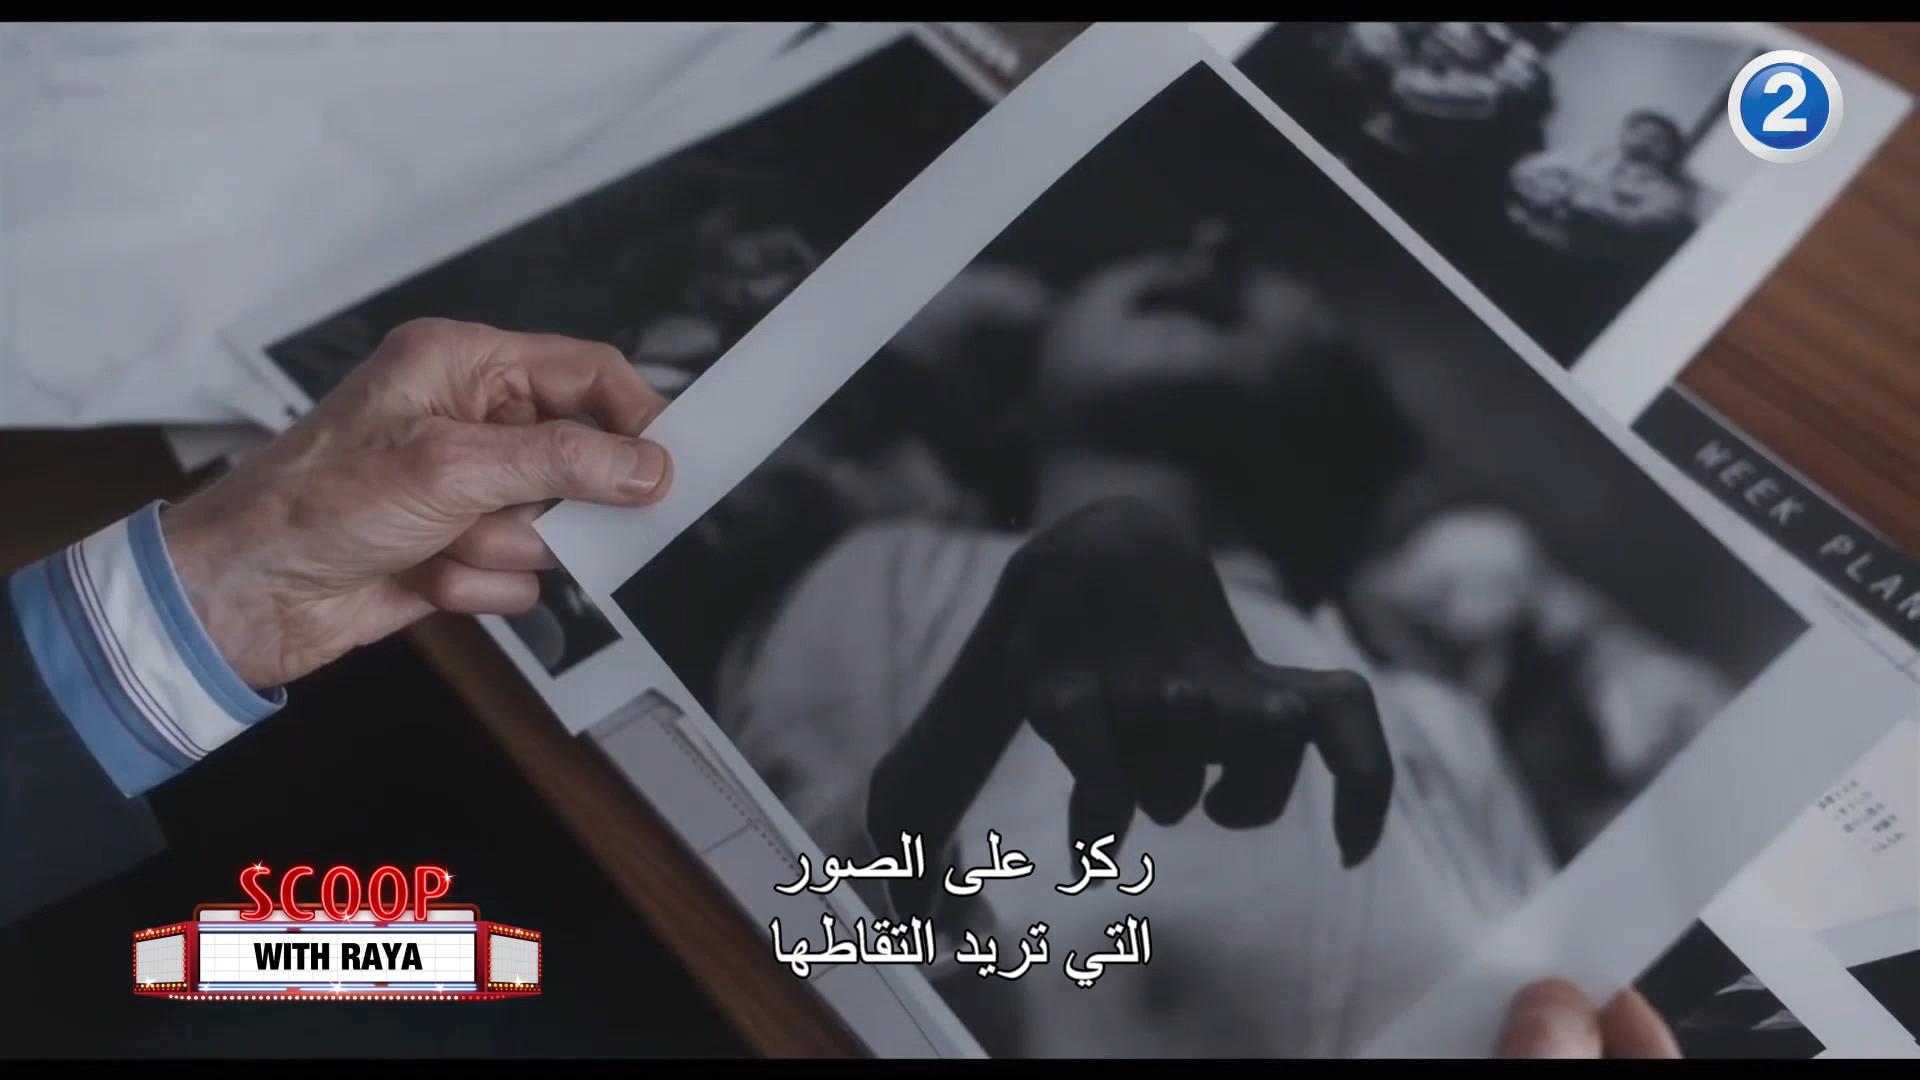 2
WEEK PLAN
SCOOP
WITH RAYA
ركز على الصور
التي تريد التقاطها